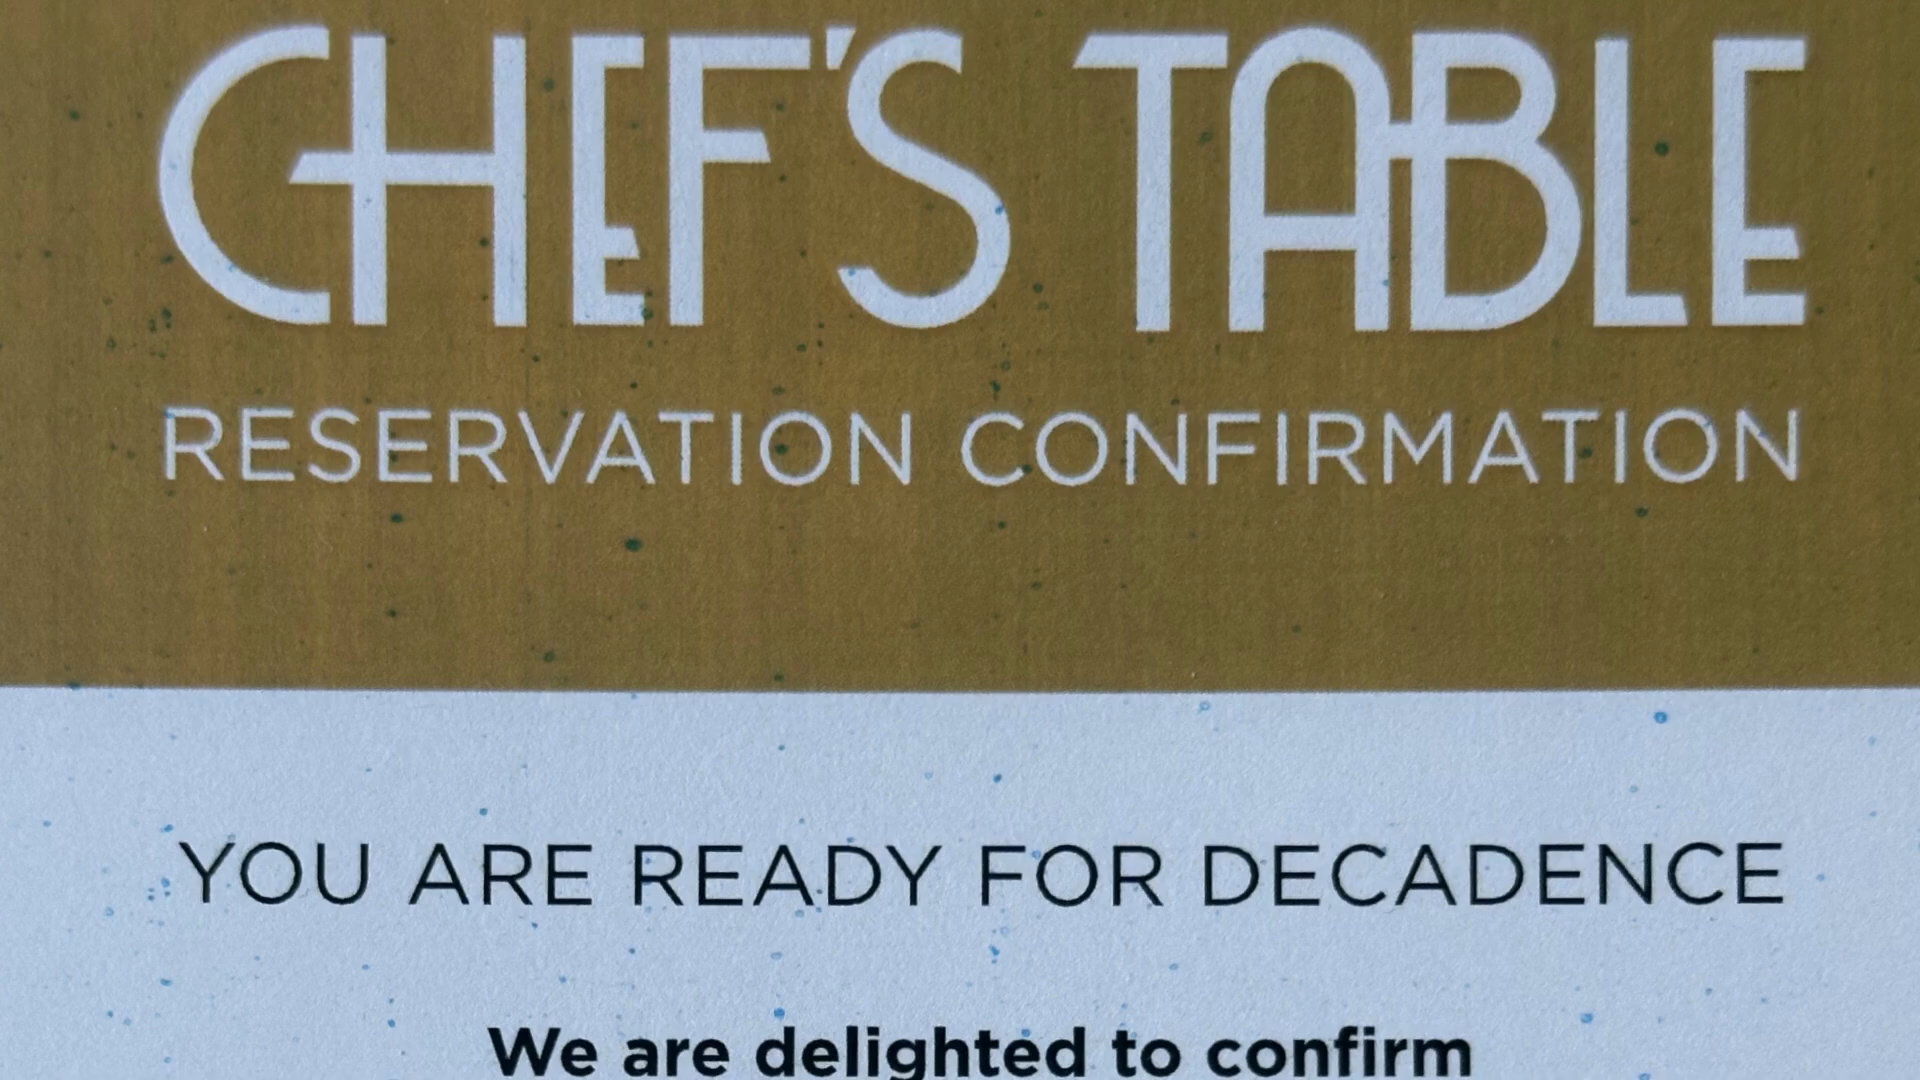 CHEF'S TABLE
RESERVATION CONFIRMATION
YOU ARE READY FOR DECADENCE
We are delighted to confirm